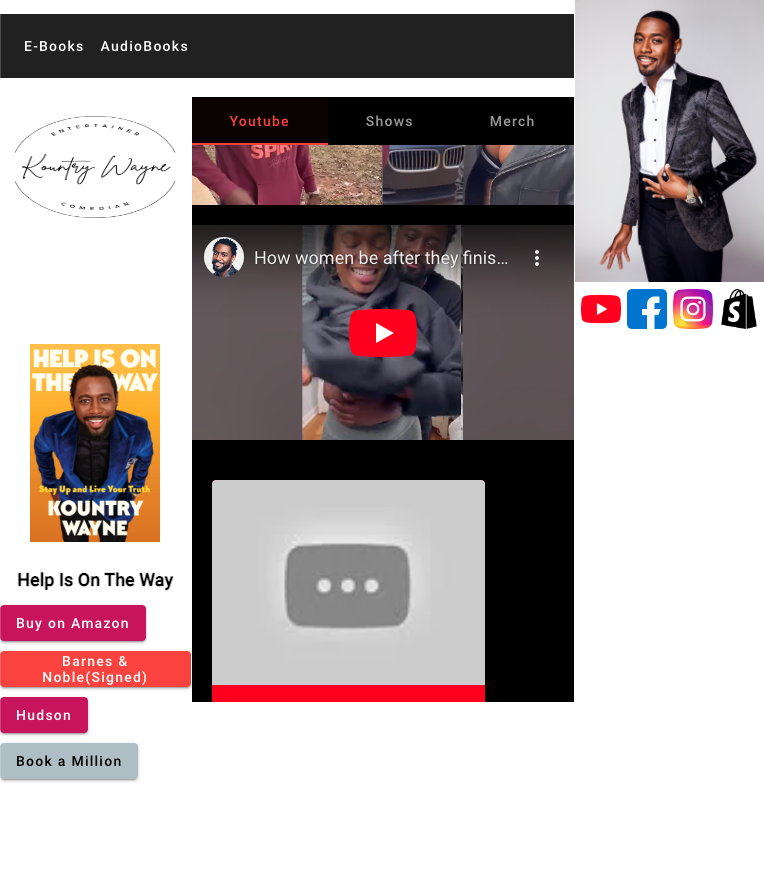 E-Books AudioBooks
ENTERTAINER
Kountry Wayne
COMEDIAN
Youtube Shows Merch
How women be after they finis...
HELP IS ON
THE WAY
Stay Up and Live Your Truth
KOUNTRY
WAYNE
Help Is On The Way
Buy on Amazon
Barnes &
Noble(Signed)
Hudson
Book a Million